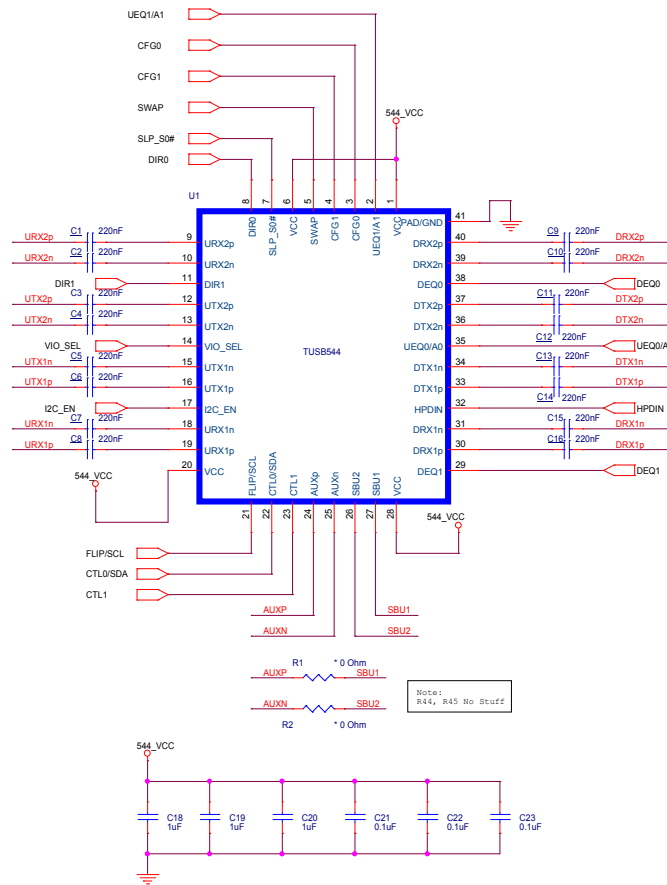 UEQ1/A1
CFG0
CFG1
SWAP
544_VCC
SLP_S0#
DIR0
U1
8 7 6 5 4 3 2 1
DIR0 SLP_S0# VCC SWAP CFG1 CFG0 UEQ1/A1 VCC
PAD/GND 41
URX2p C1 220nF 9 URX2p DRX2p 40 C9 220nF DRX2p
URX2n C2 220nF 10 URX2n DRX2n 39 C10 220nF DRX2n
DIR1 11 DIR1 DEQ0 38 DEQ0
UTX2p C3 220nF 12 UTX2p DTX2p 37 C11 220nF DTX2p
UTX2n C4 220nF 13 UTX2n DTX2n 36 C12 220nF DTX2n
VIO_SEL 14 VIO_SEL TUSB544 UEQ0/A0 35 UEQ0/A
UTX1n C5 220nF 15 UTX1n DTX1n 34 C13 220nF DTX1n
UTX1p C6 220nF 16 UTX1p DTX1p 33 C14 220nF DTX1p
I2C_EN 17 I2C_EN HPDIN 32 HPDIN
URX1n C7 220nF 18 URX1n DRX1n 31 C15 220nF DRX1n
URX1p C8 220nF 19 URX1p DRX1p 30 C16 220nF DRX1p
20 VCC DEQ1 29 DEQ1
544_VCC
FLIP/SCL CTL0/SDA CTL1 AUXp AUXn SBU2 SBU1 VCC
21 22 23 24 25 26 27 28
544_VCC
FLIP/SCL
CTL0/SDA
CTL1
AUXP SBU1
AUXN SBU2
R1 * 0 Ohm
AUXP SBU1
AUXN SBU2
R2 * 0 Ohm
Note:
R44, R45 No Stuff
544_VCC
C18 C19 C20 C21 C22 C23
1uF 1uF 1uF 0.1uF 0.1uF 0.1uF